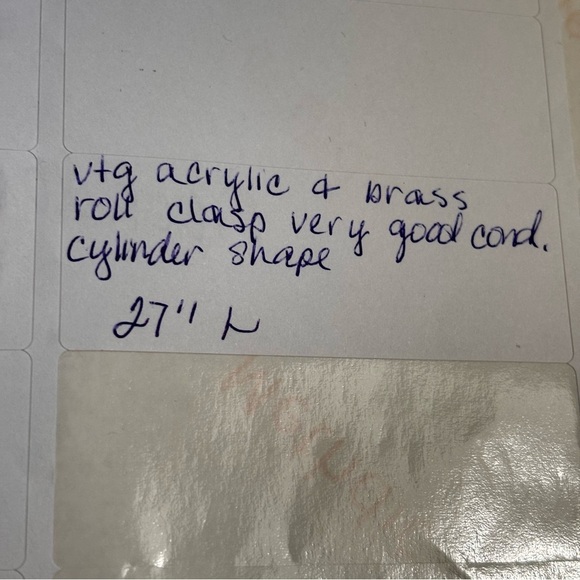 vtg acrylic & brass
roll clasp very good cond.
cylinder shape
27" L